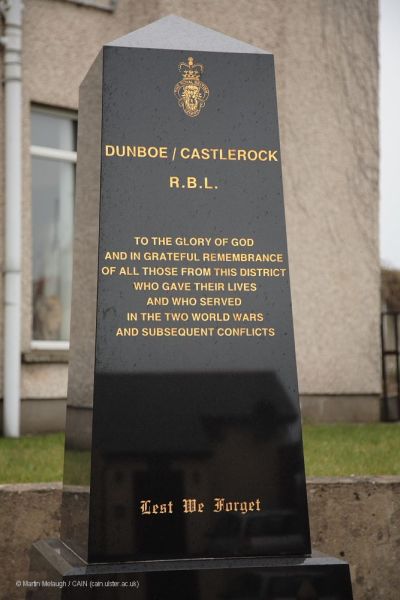 DUNBOE / CASTLEROCK
R.B.L.
TO THE GLORY OF GOD
AND IN GRATEFUL REMEMBRANCE
OF ALL THOSE FROM THIS DISTRICT
WHO GAVE THEIR LIVES
AND WHO SERVED
IN THE TWO WORLD WARS
AND SUBSEQUENT CONFLICTS
Lest We Forget
© Martin Melaugh / CAIN (cain.ulster.ac.uk)